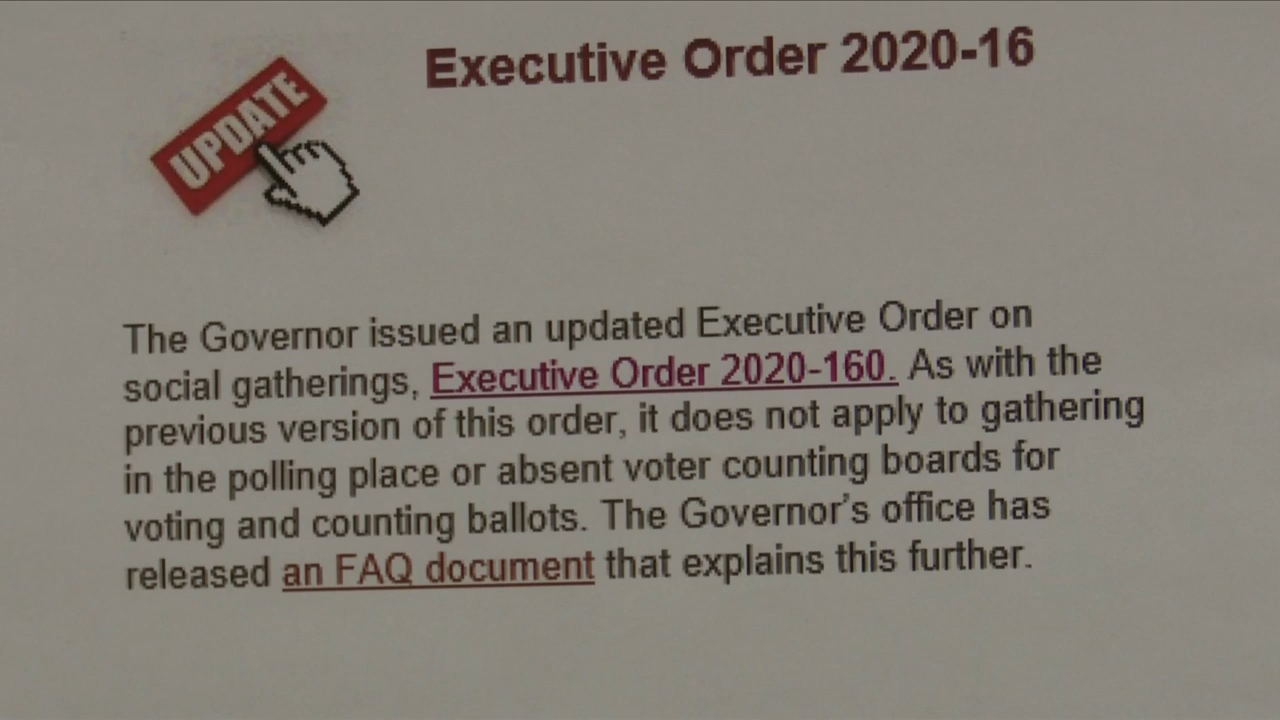 Executive Order 2020-16
UPDATE
The Governor issued an updated Executive Order on
social gatherings, Executive Order 2020-160. As with the
previous version of this order, it does not apply to gathering
in the polling place or absent voter counting boards for
voting and counting ballots. The Governor's office has
released an FAQ document that explains this further.